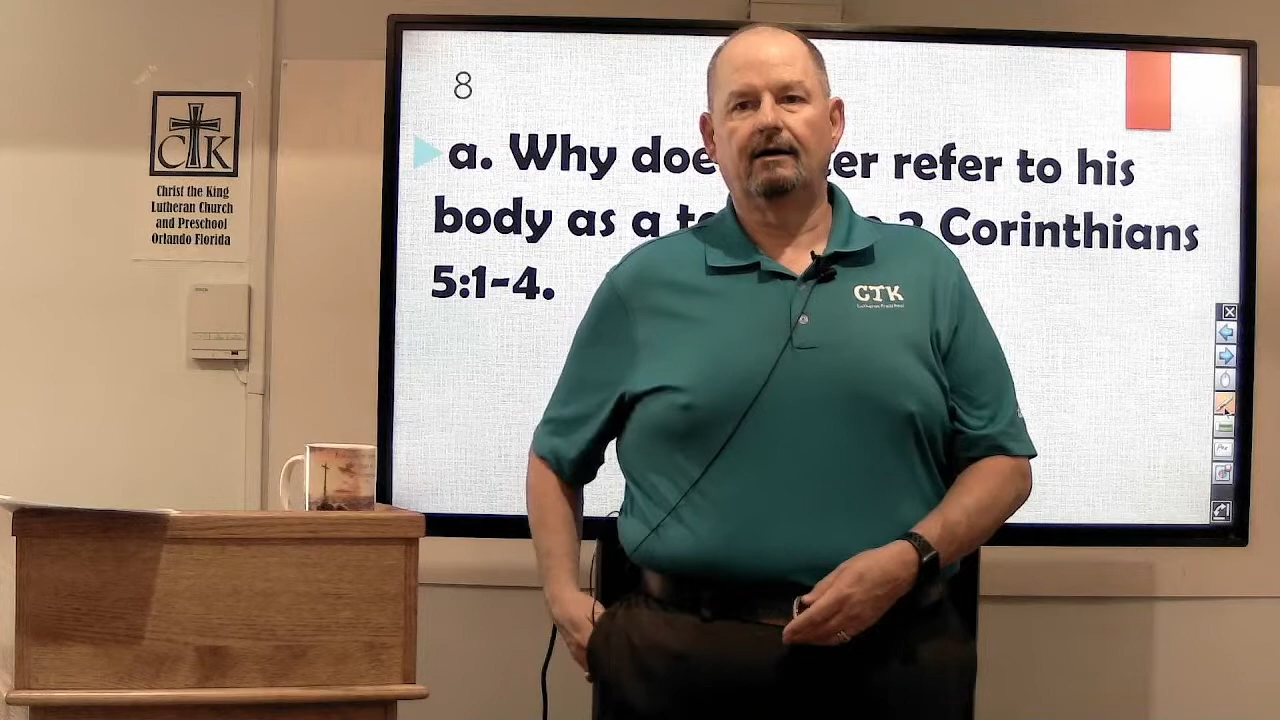 CTK
Christ the King
Lutheran Church
and Preschool
Orlando Florida
8
a. Why doe er refer to his
body as a te 2 Corinthians
5:1-4.
CTK